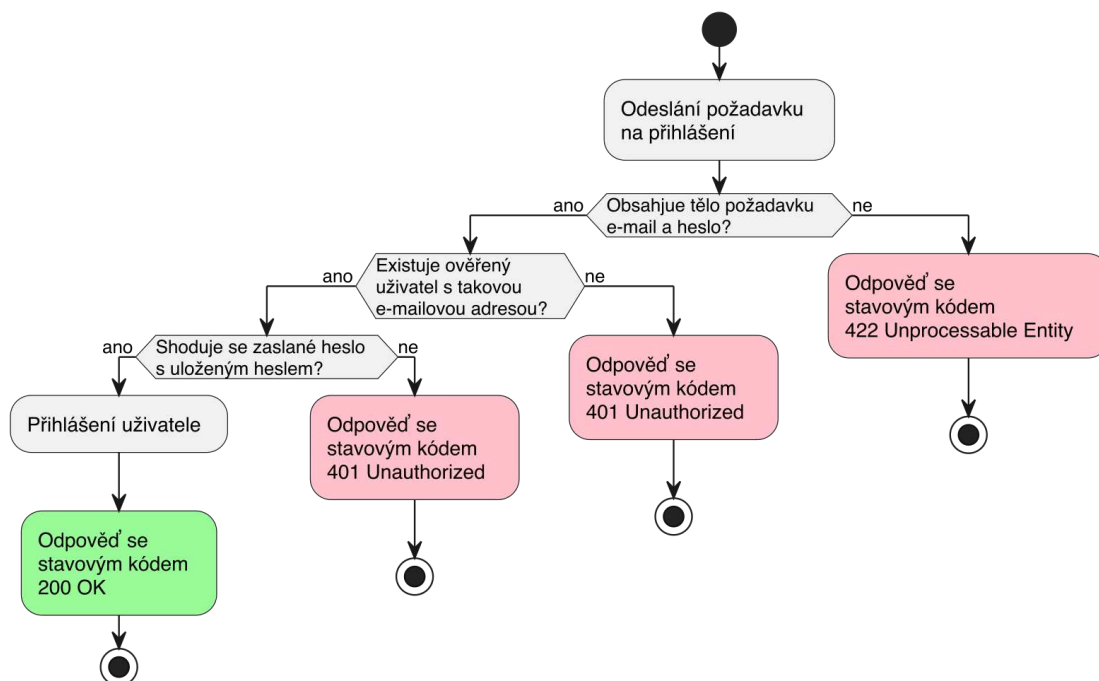 Odeslání požadavku
na přihlášení
ano
Obsahjue tělo požadavku
e-mail a heslo?
ne
ano
Existuje ověřený
uživatel s takovou
e-mailovou adresou?
ne
Odpověď se
stavovým kódem
422 Unprocessable Entity
ano
Shoduje se zaslané heslo
s uloženým heslem?
ne
Odpověď se
stavovým kódem
401 Unauthorized
Přihlášení uživatele
Odpověď se
stavovým kódem
401 Unauthorized
Odpověď se
stavovým kódem
200 OK